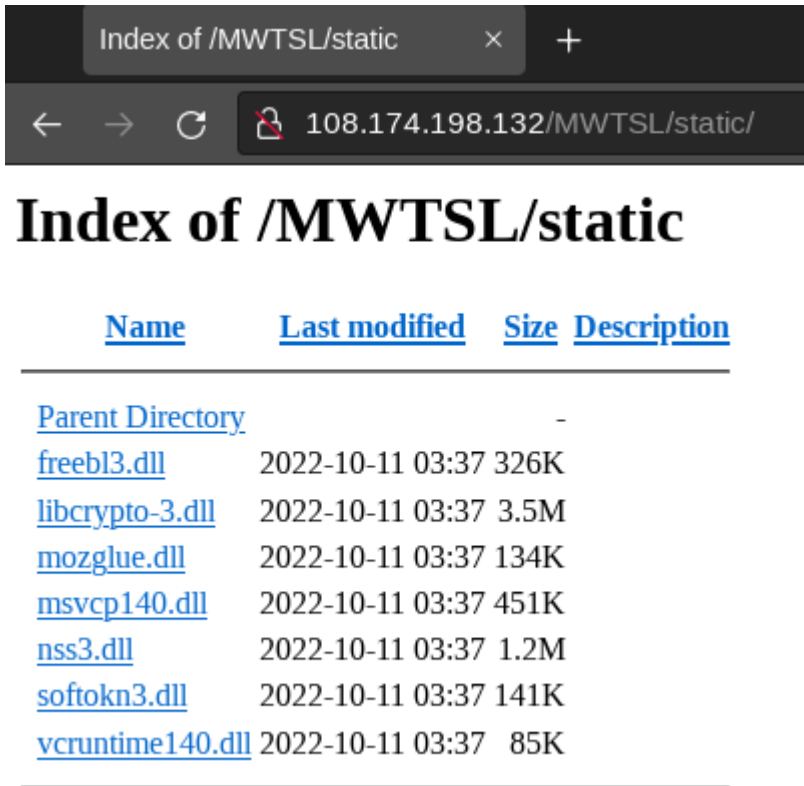 Index of /MWTSL/static × +
108.174.198.132/MWTSL/static/
Index of /MWTSL/static
Name Last modified Size Description
Parent Directory -
freebl3.dll 2022-10-11 03:37 326K
libcrypto-3.dll 2022-10-11 03:37 3.5M
mozglue.dll 2022-10-11 03:37 134K
msvcp140.dll 2022-10-11 03:37 451K
nss3.dll 2022-10-11 03:37 1.2M
softokn3.dll 2022-10-11 03:37 141K
vcruntime140.dll 2022-10-11 03:37 85K